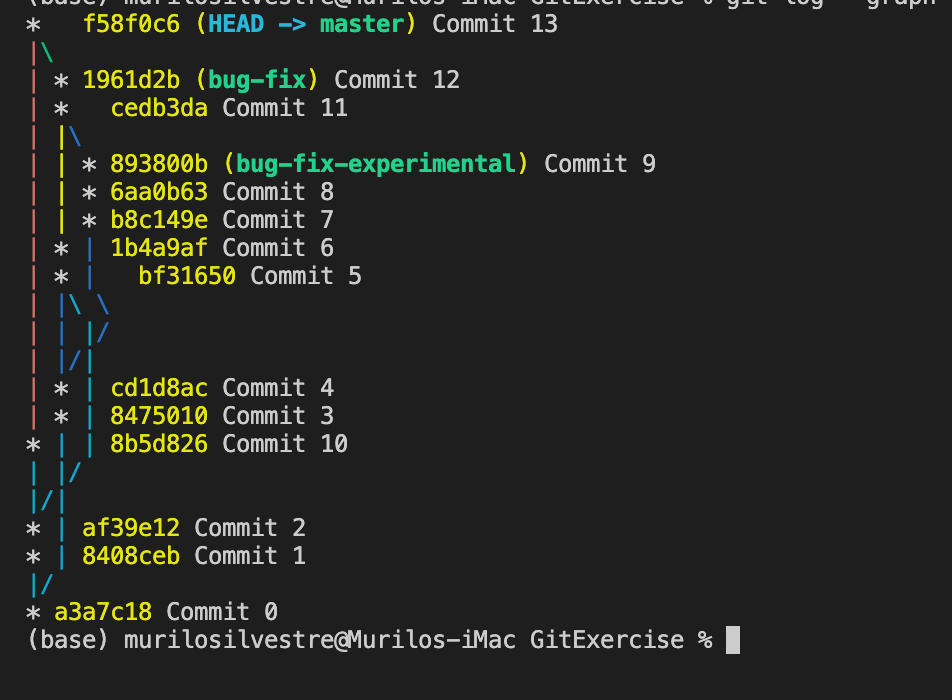 (base) murilosilvestre@Murilos-iMac GitExercise % git log --graph
*   f58f0c6 (HEAD -> master) Commit 13
|\
| * 1961d2b (bug-fix) Commit 12
| *   cedb3da Commit 11
| |\
| | * 893800b (bug-fix-experimental) Commit 9
| | * 6aa0b63 Commit 8
| | * b8c149e Commit 7
| * | 1b4a9af Commit 6
| * |   bf31650 Commit 5
| |\ \
| | |/
| |/|
| * | cd1d8ac Commit 4
| * | 8475010 Commit 3
* | | 8b5d826 Commit 10
| |/
|/|
* | af39e12 Commit 2
* | 8408ceb Commit 1
|/
* a3a7c18 Commit 0
(base) murilosilvestre@Murilos-iMac GitExercise %